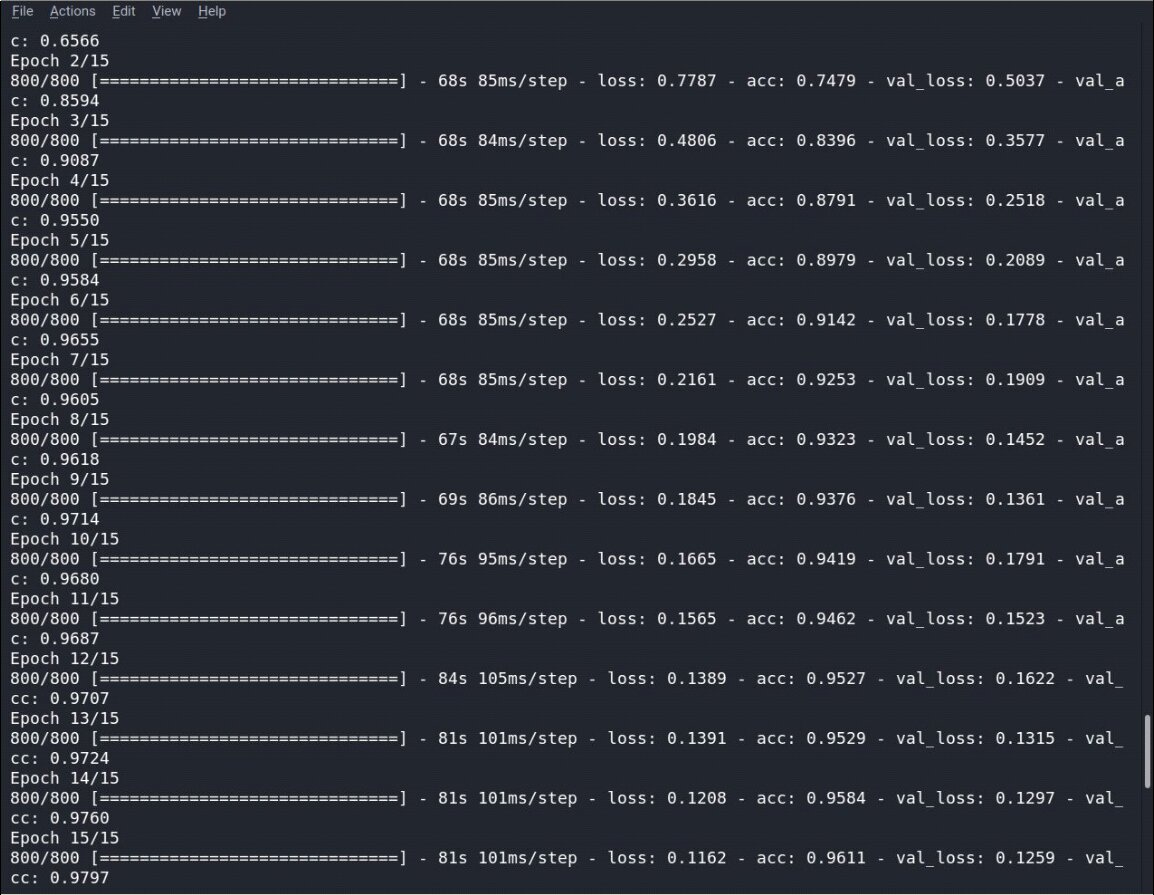 File Actions Edit View Help
c: 0.6566
Epoch 2/15
800/800 [==============================] - 68s 85ms/step - loss: 0.7787 - acc: 0.7479 - val_loss: 0.5037 - val_a
c: 0.8594
Epoch 3/15
800/800 [==============================] - 68s 84ms/step - loss: 0.4806 - acc: 0.8396 - val_loss: 0.3577 - val_a
c: 0.9087
Epoch 4/15
800/800 [==============================] - 68s 85ms/step - loss: 0.3616 - acc: 0.8791 - val_loss: 0.2518 - val_a
c: 0.9550
Epoch 5/15
800/800 [==============================] - 68s 85ms/step - loss: 0.2958 - acc: 0.8979 - val_loss: 0.2089 - val_a
c: 0.9584
Epoch 6/15
800/800 [==============================] - 68s 85ms/step - loss: 0.2527 - acc: 0.9142 - val_loss: 0.1778 - val_a
c: 0.9655
Epoch 7/15
800/800 [==============================] - 68s 85ms/step - loss: 0.2161 - acc: 0.9253 - val_loss: 0.1909 - val_a
c: 0.9605
Epoch 8/15
800/800 [==============================] - 67s 84ms/step - loss: 0.1984 - acc: 0.9323 - val_loss: 0.1452 - val_a
c: 0.9618
Epoch 9/15
800/800 [==============================] - 69s 86ms/step - loss: 0.1845 - acc: 0.9376 - val_loss: 0.1361 - val_a
c: 0.9714
Epoch 10/15
800/800 [==============================] - 76s 95ms/step - loss: 0.1665 - acc: 0.9419 - val_loss: 0.1791 - val_a
c: 0.9680
Epoch 11/15
800/800 [==============================] - 76s 96ms/step - loss: 0.1565 - acc: 0.9462 - val_loss: 0.1523 - val_a
c: 0.9687
Epoch 12/15
800/800 [==============================] - 84s 105ms/step - loss: 0.1389 - acc: 0.9527 - val_loss: 0.1622 - val_
cc: 0.9707
Epoch 13/15
800/800 [==============================] - 81s 101ms/step - loss: 0.1391 - acc: 0.9529 - val_loss: 0.1315 - val_
cc: 0.9724
Epoch 14/15
800/800 [==============================] - 81s 101ms/step - loss: 0.1208 - acc: 0.9584 - val_loss: 0.1297 - val_
cc: 0.9760
Epoch 15/15
800/800 [==============================] - 81s 101ms/step - loss: 0.1162 - acc: 0.9611 - val_loss: 0.1259 - val_
cc: 0.9797